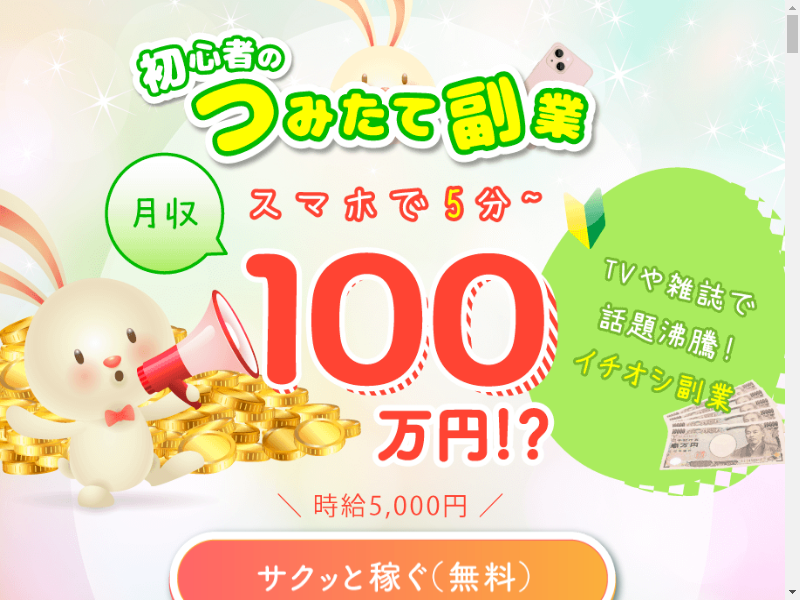 初心者の
つみたて副業
月収
スマホで5分~
100
万円!?
TVや雑誌で
話題沸騰!
イチオシ副業
＼ 時給5,000円 ／
サクッと稼ぐ(無料)